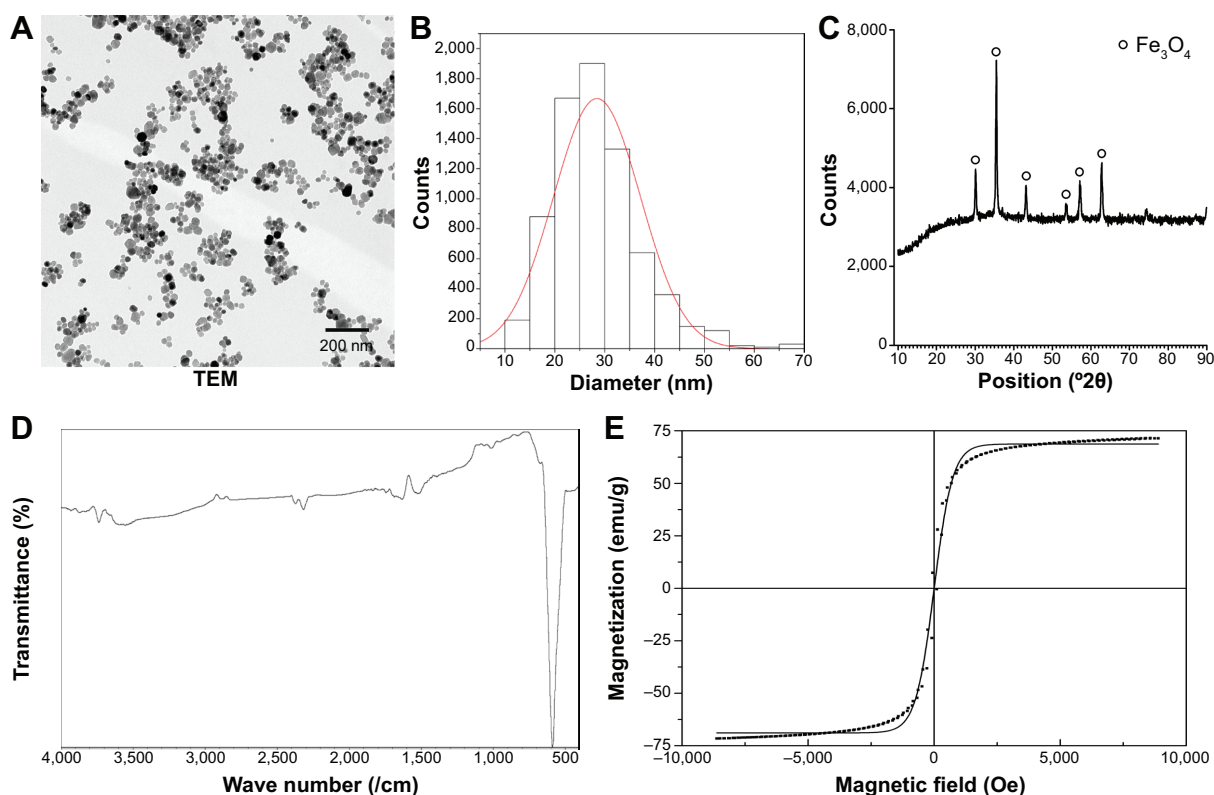 A
200 nm
TEM
B
2,000
1,800
1,600
1,400
1,200
1,000
800
600
400
200
0
Counts
10 20 30 40 50 60 70
Diameter (nm)
C
Fe3O4
8,000
6,000
4,000
2,000
0
Counts
10 20 30 40 50 60 70 80 90
Position (º2θ)
D
Transmittance (%)
4,000 3,500 3,000 2,500 2,000 1,500 1,000 500
Wave number (/cm)
E
75
50
25
0
−25
−50
−75
Magnetization (emu/g)
−10,000 −5,000 0 5,000 10,000
Magnetic field (Oe)